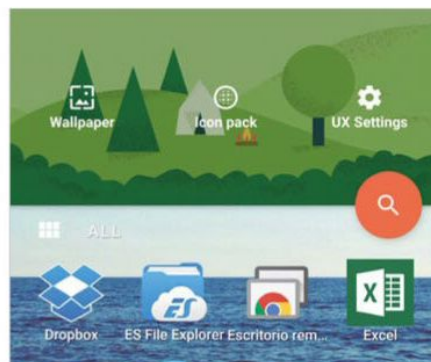 Wallpaper Icon pack UX Settings
ALL
Dropbox ES File Explorer Escritorio rem... Excel